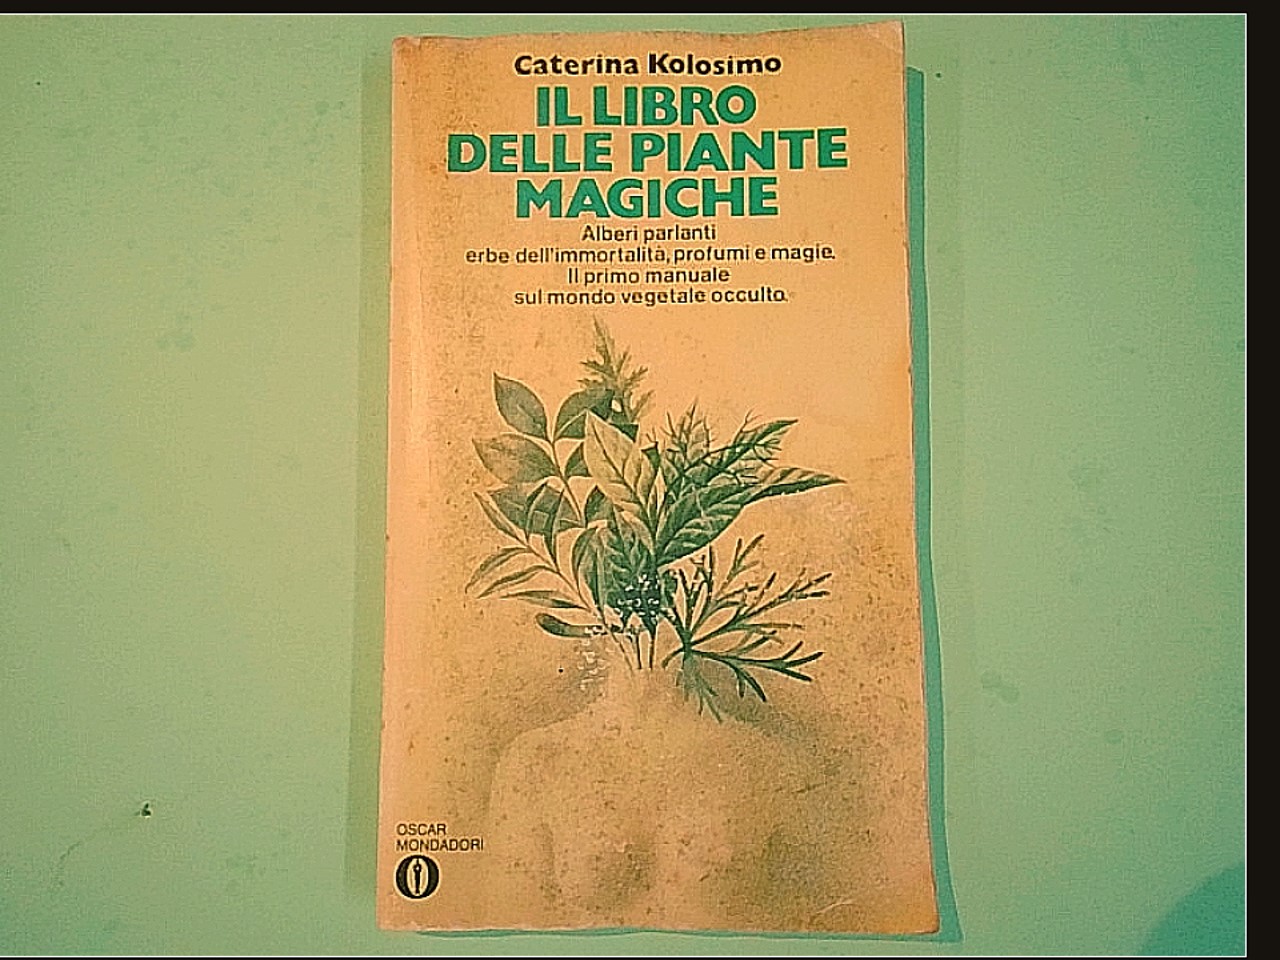 Caterina Kolosimo
IL LIBRO
DELLE PIANTE
MAGICHE
Alberi parlanti
erbe dell'immortalità, profumi e magie.
Il primo manuale
sul mondo vegetale occulto.
OSCAR
MONDADORI